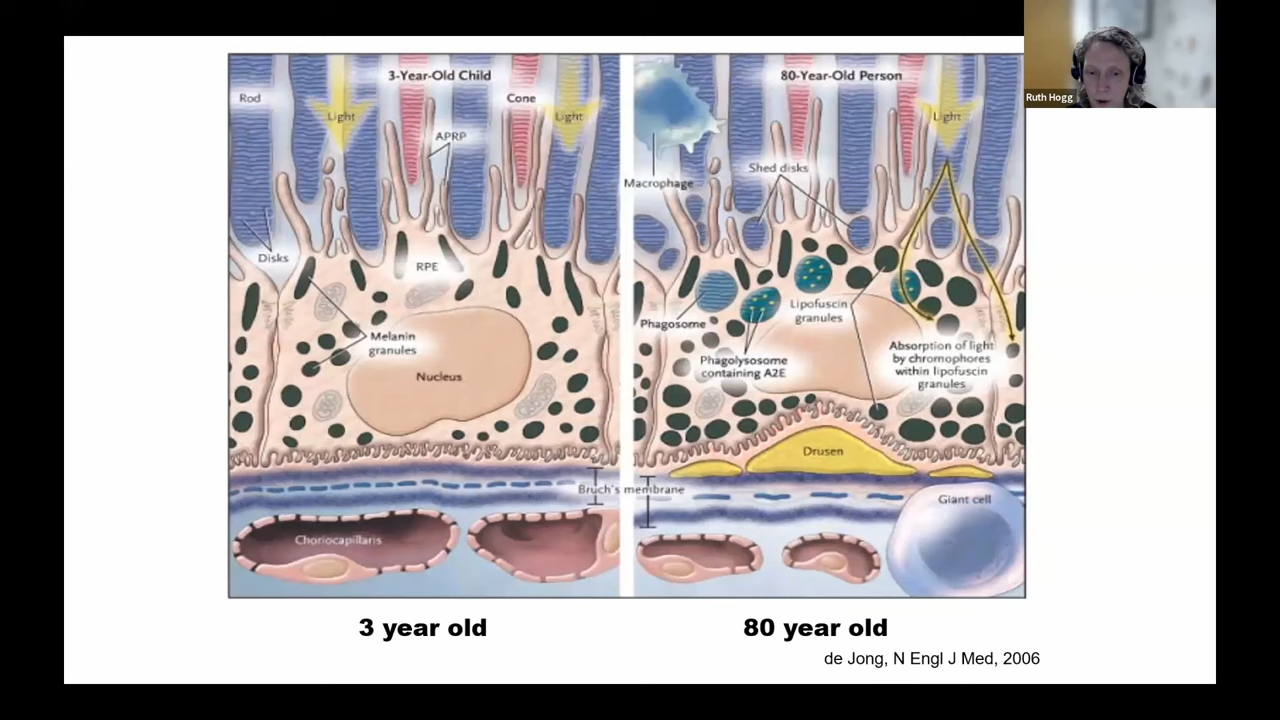 3-Year-Old Child
Rod
Cone
Light
Light
APRP
Disks
RPE
Melanin
granules
Nucleus
Choriocapillaris
Bruch's membrane
80-Year-Old Person
Light
Macrophage
Shed disks
Phagosome
Lipofuscin
granules
Phagolysosome
containing A2E
Absorption of light
by chromophores
within lipofuscin
granules
Drusen
Giant cell
3 year old
80 year old
de Jong, N Engl J Med, 2006
Ruth Hogg